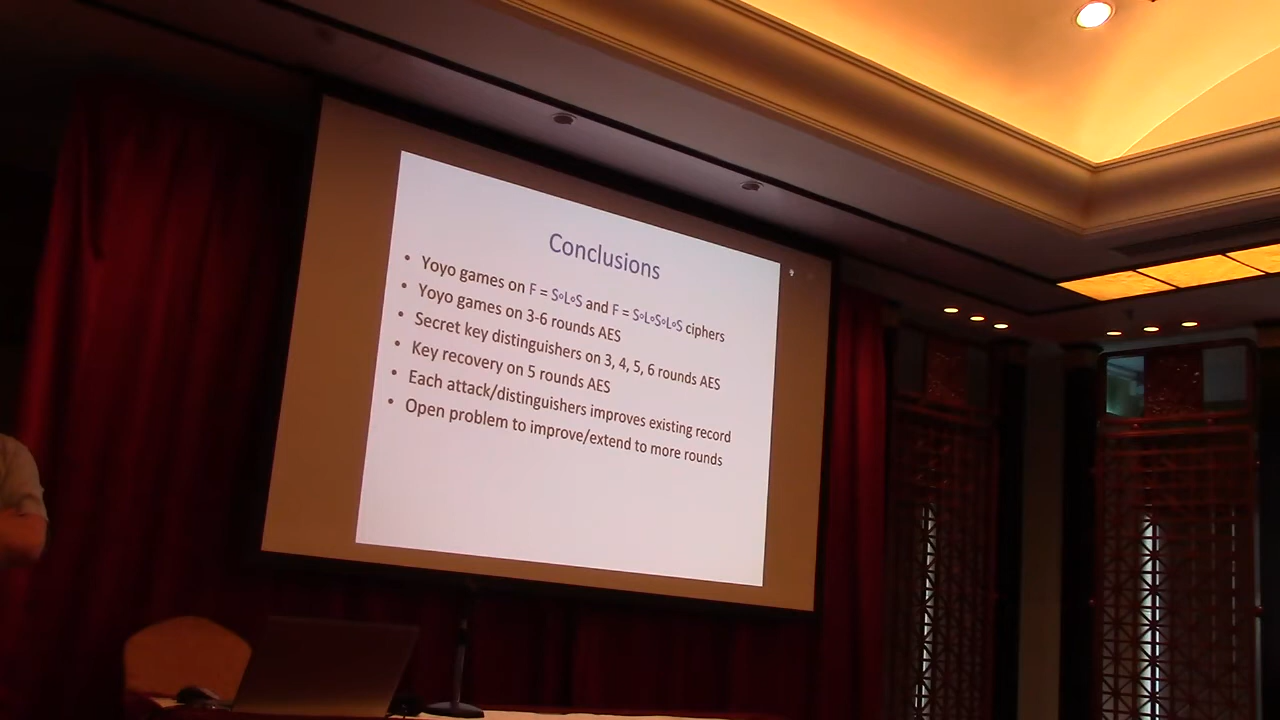 Conclusions
• Yoyo games on F = S∘L∘S and F = S∘L∘S∘L∘S ciphers
• Yoyo games on 3-6 rounds AES
• Secret key distinguishers on 3, 4, 5, 6 rounds AES
• Key recovery on 5 rounds AES
• Each attack/distinguishers improves existing record
• Open problem to improve/extend to more rounds